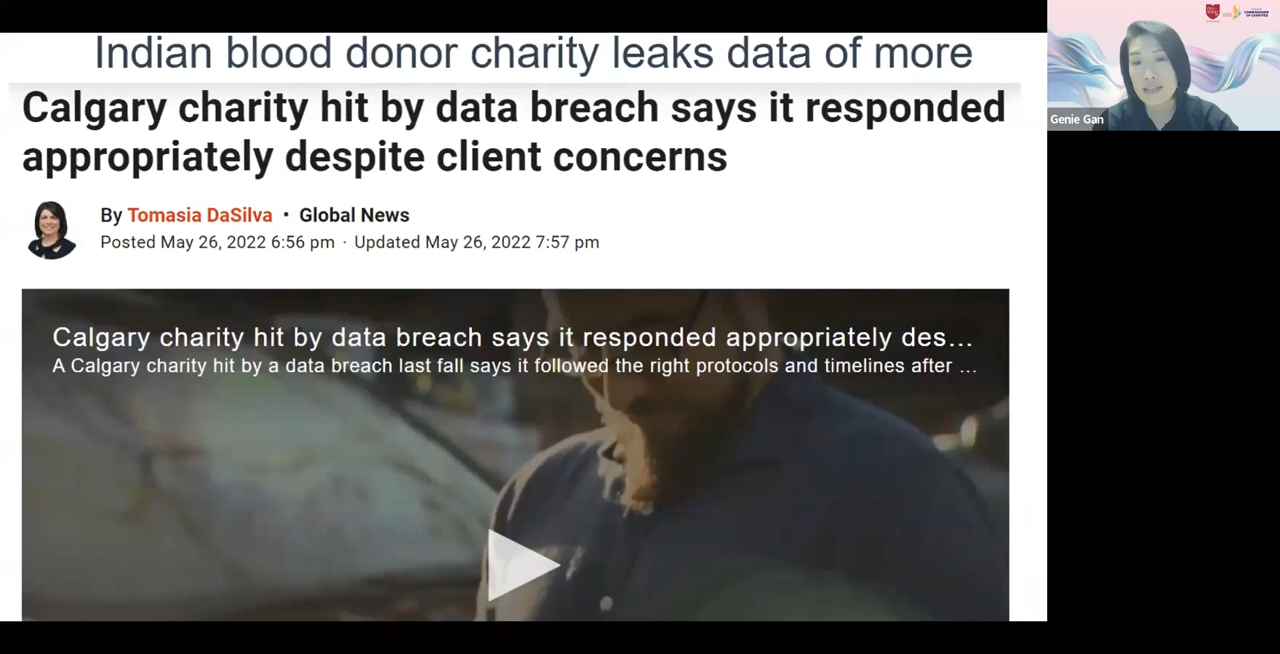 Indian blood donor charity leaks data of more
Calgary charity hit by data breach says it responded
appropriately despite client concerns
By Tomasia DaSilva • Global News
Posted May 26, 2022 6:56 pm · Updated May 26, 2022 7:57 pm
Calgary charity hit by data breach says it responded appropriately des...
A Calgary charity hit by a data breach last fall says it followed the right protocols and timelines after ...
Genie Gan